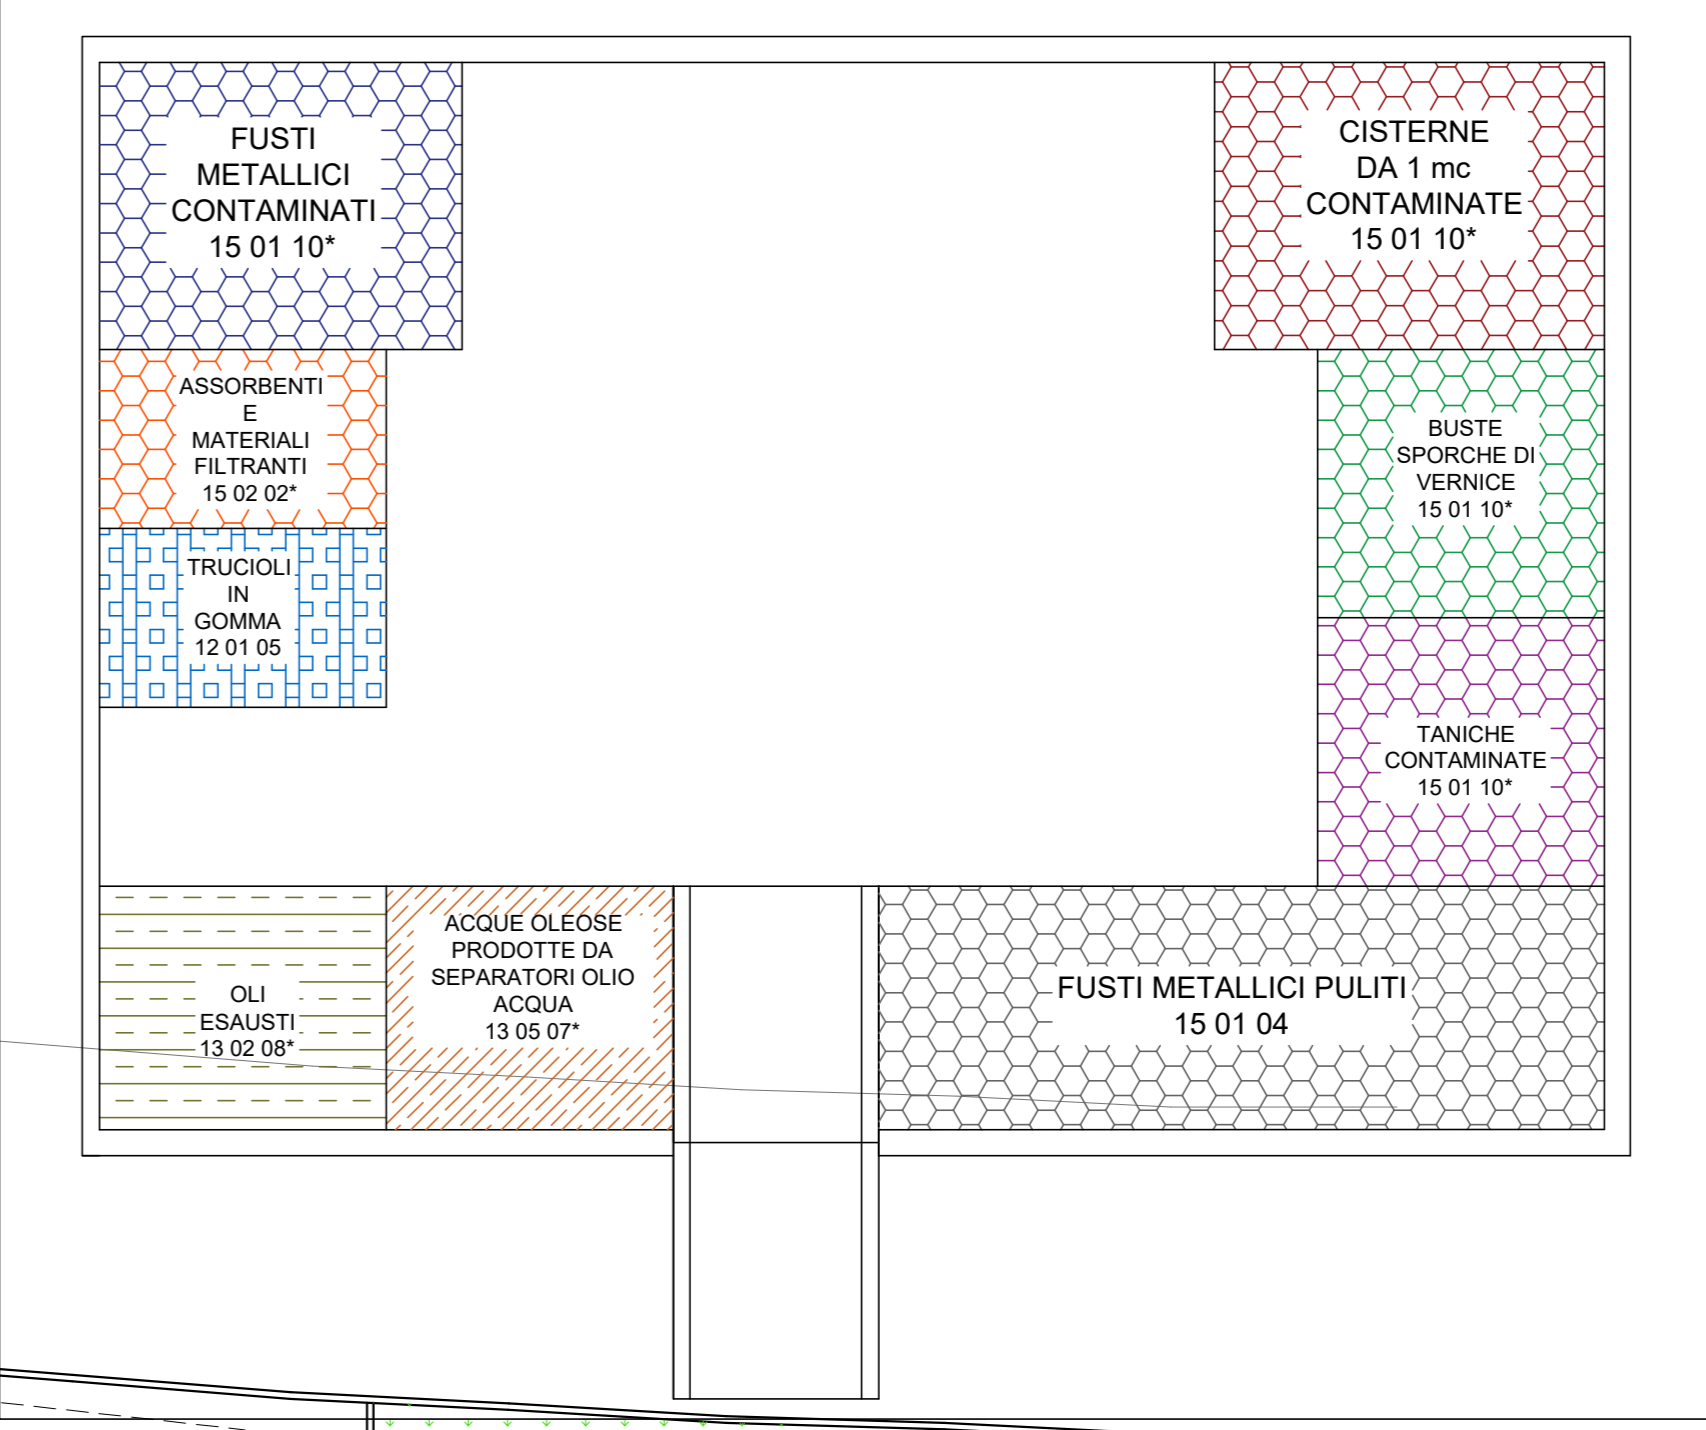 FUSTI
METALLICI
CONTAMINATI
15 01 10*
CISTERNE
DA 1 mc
CONTAMINATE
15 01 10*
ASSORBENTI
E
MATERIALI
FILTRANTI
15 02 02*
BUSTE
SPORCHE DI
VERNICE
15 01 10*
TRUCIOLI
IN
GOMMA
12 01 05
TANICHE
CONTAMINATE
15 01 10*
OLI
ESAUSTI
13 02 08*
ACQUE OLEOSE
PRODOTTE DA
SEPARATORI OLIO
ACQUA
13 05 07*
FUSTI METALLICI PULITI
15 01 04